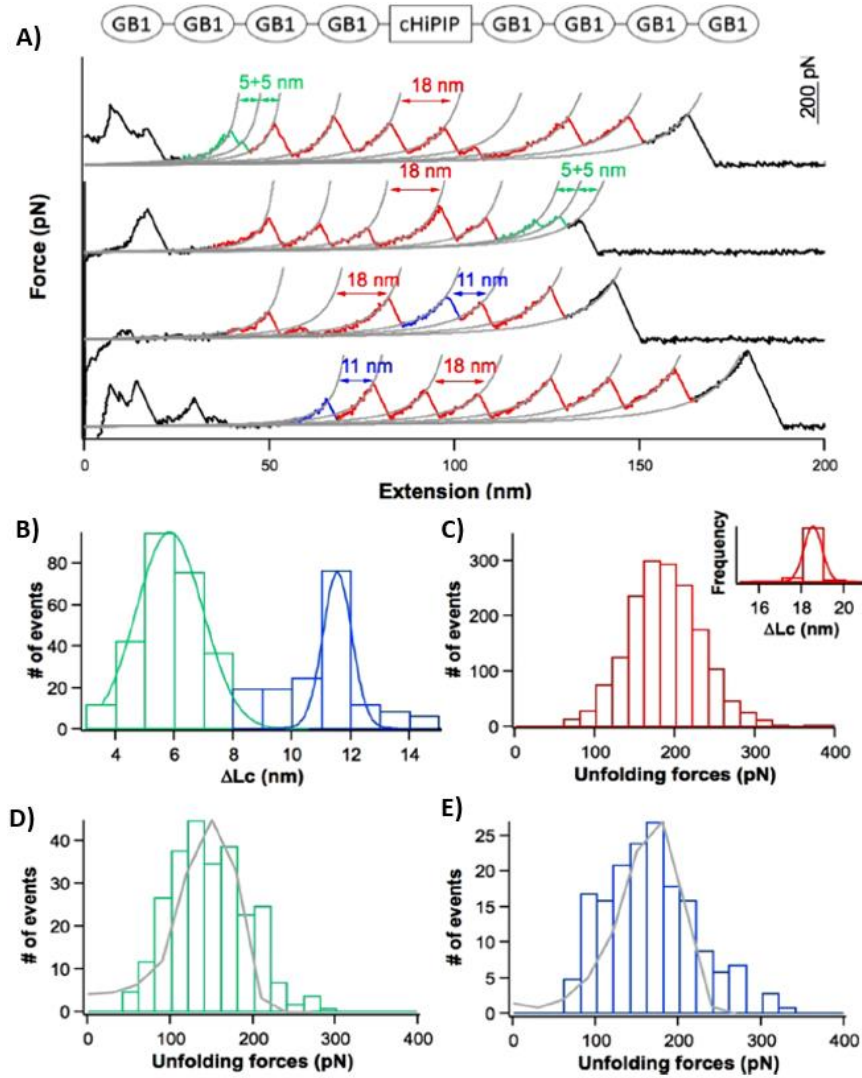 GB1 GB1 GB1 GB1 cHiPIP GB1 GB1 GB1 GB1
A)
200 pN
5+5 nm
18 nm
18 nm
5+5 nm
18 nm
11 nm
11 nm
18 nm
Force (pN)
0 50 100 150 200
Extension (nm)
B)
# of events
80
60
40
20
0
4 6 8 10 12 14
ΔLc (nm)
C)
# of events
300
200
100
0
0 100 200 300 400
Unfolding forces (pN)
Frequency
16 18 20
ΔLc (nm)
D)
# of events
40
30
20
10
0
0 100 200 300 400
Unfolding forces (pN)
E)
# of events
25
20
15
10
5
0
0 100 200 300 400
Unfolding forces (pN)